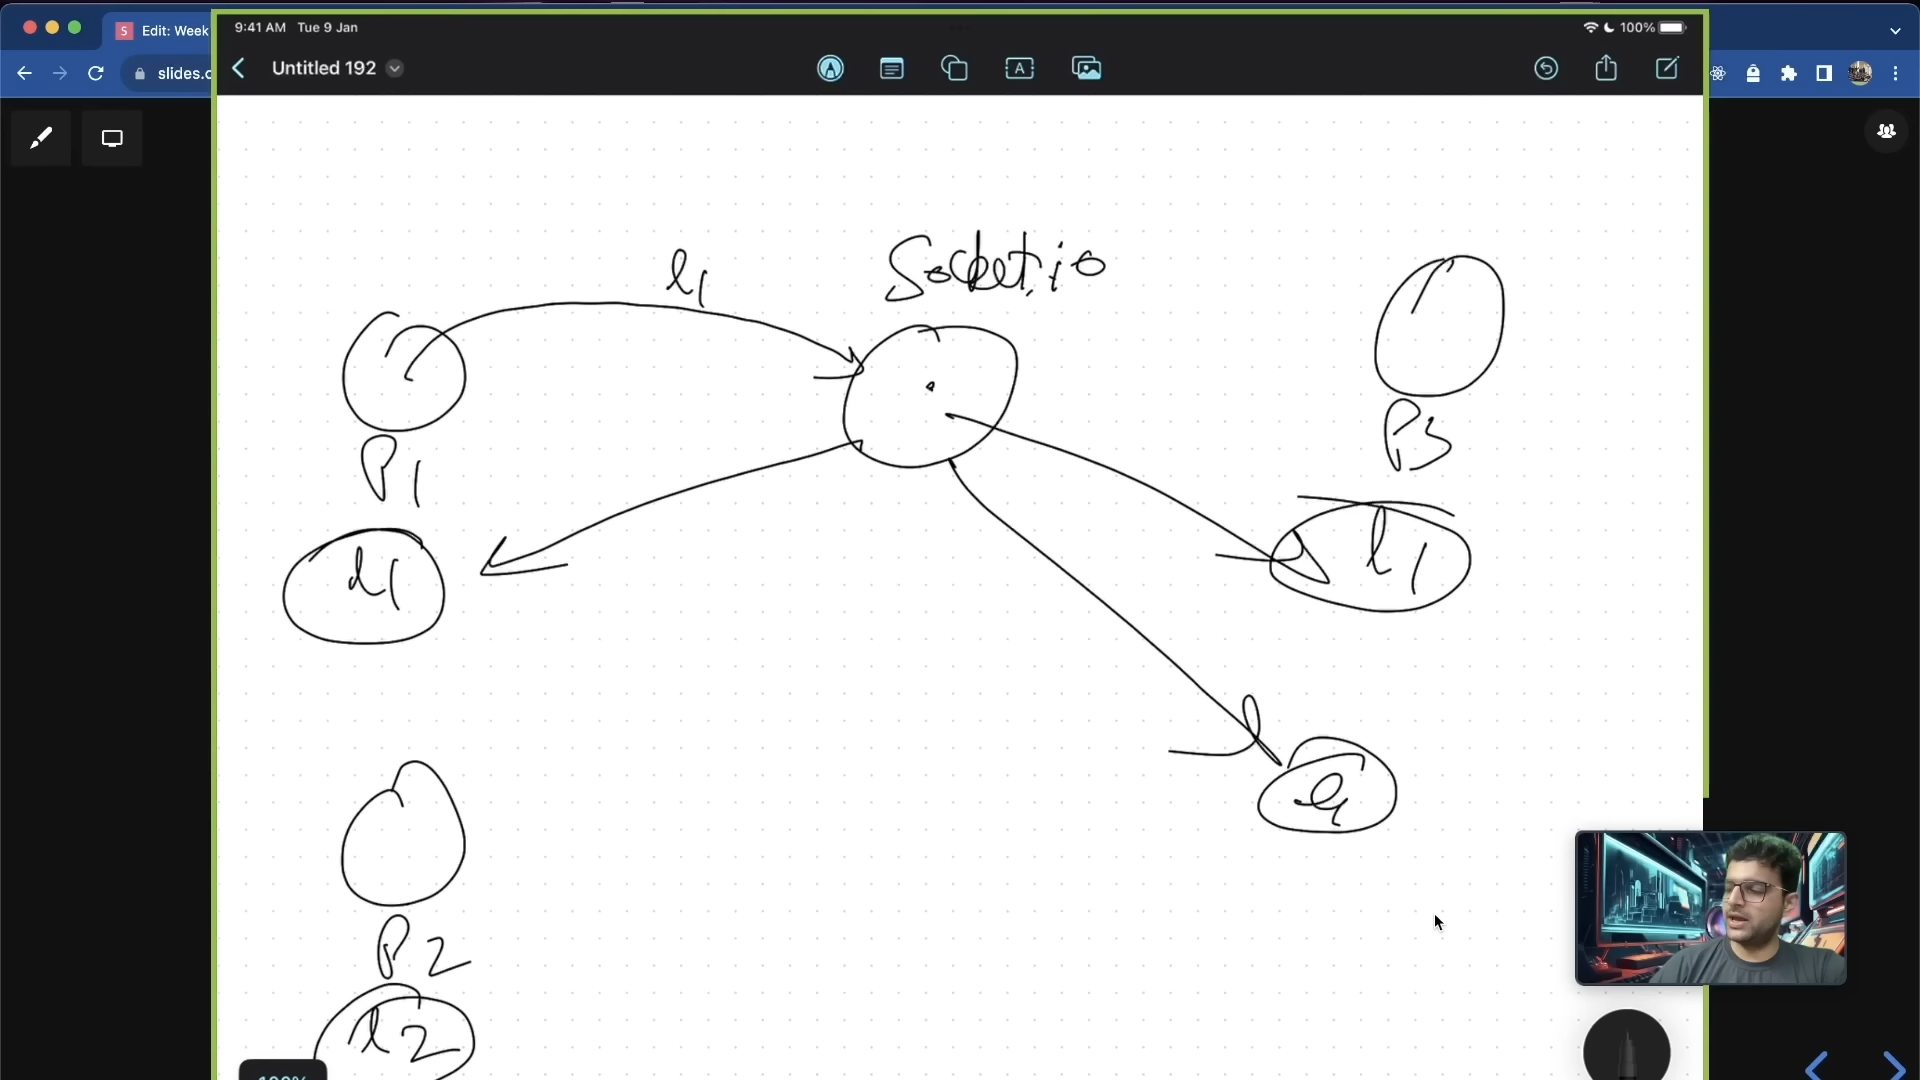 Edit: Week
slides.c
9:41 AM Tue 9 Jan
100%
Untitled 192
A
l1
Socket.io
P1
P3
l1
l1
P2
l2